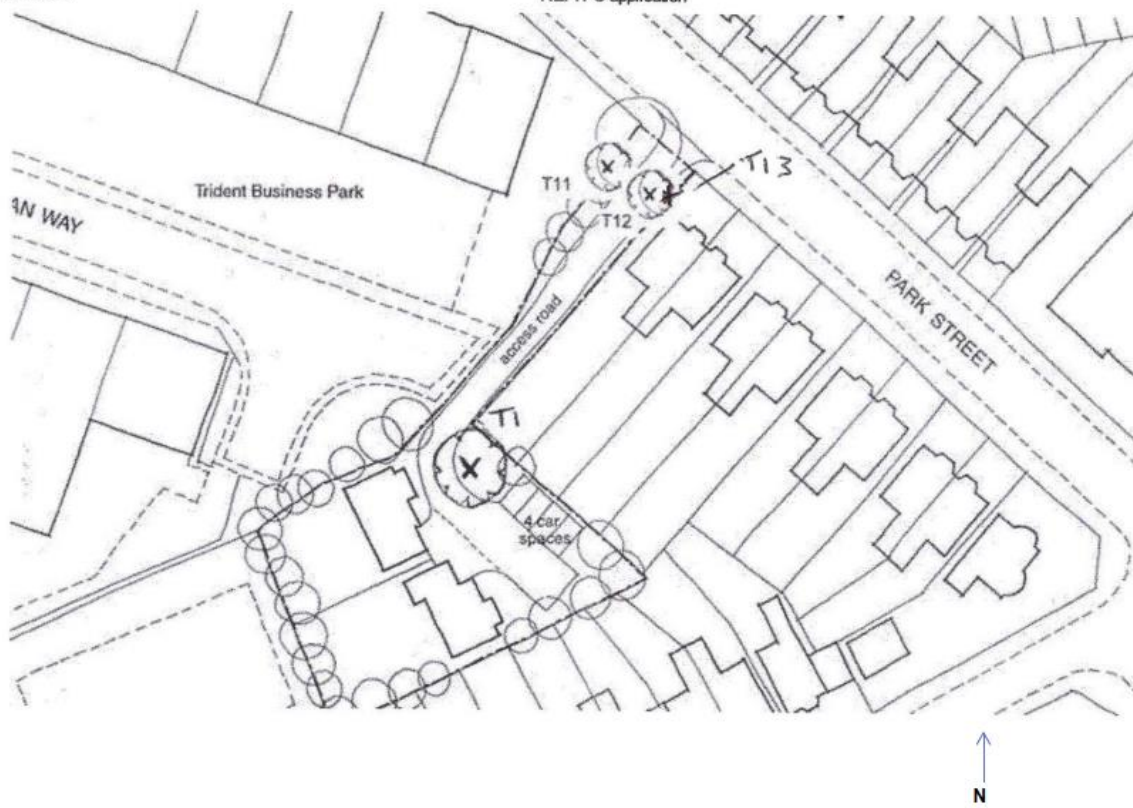 T13
T11
T12
Trident Business Park
AN WAY
PARK STREET
access road
T1
4 car
spaces
N